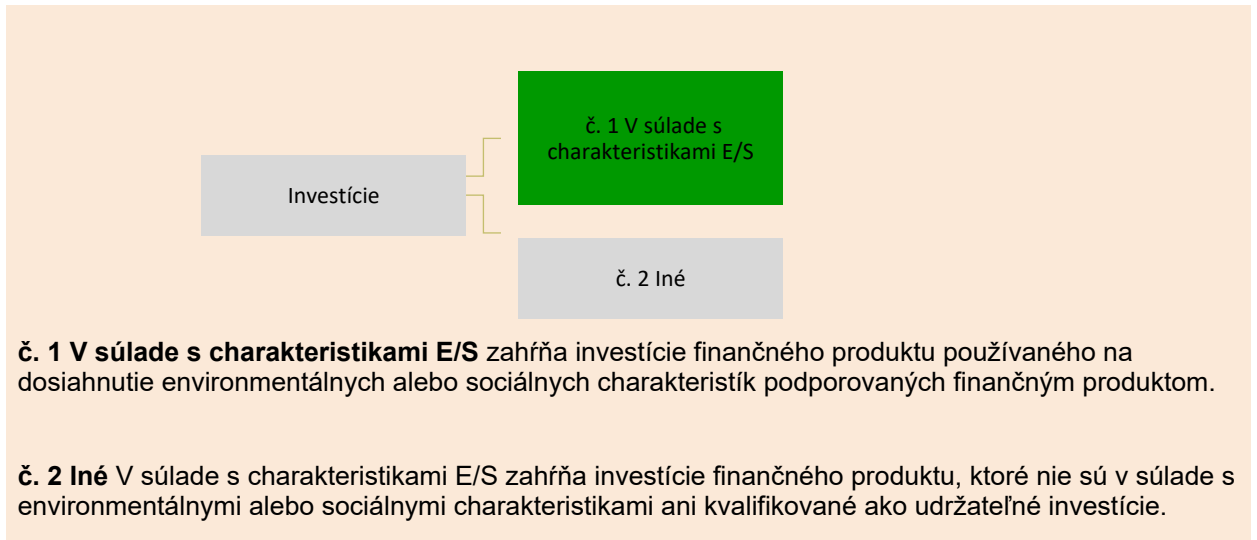 č. 1 V súlade s
charakteristikami E/S
Investície
č. 2 Iné
č. 1 V súlade s charakteristikami E/S zahŕňa investície finančného produktu používaného na
dosiahnutie environmentálnych alebo sociálnych charakteristík podporovaných finančným produktom.
č. 2 Iné V súlade s charakteristikami E/S zahŕňa investície finančného produktu, ktoré nie sú v súlade s
environmentálnymi alebo sociálnymi charakteristikami ani kvalifikované ako udržateľné investície.